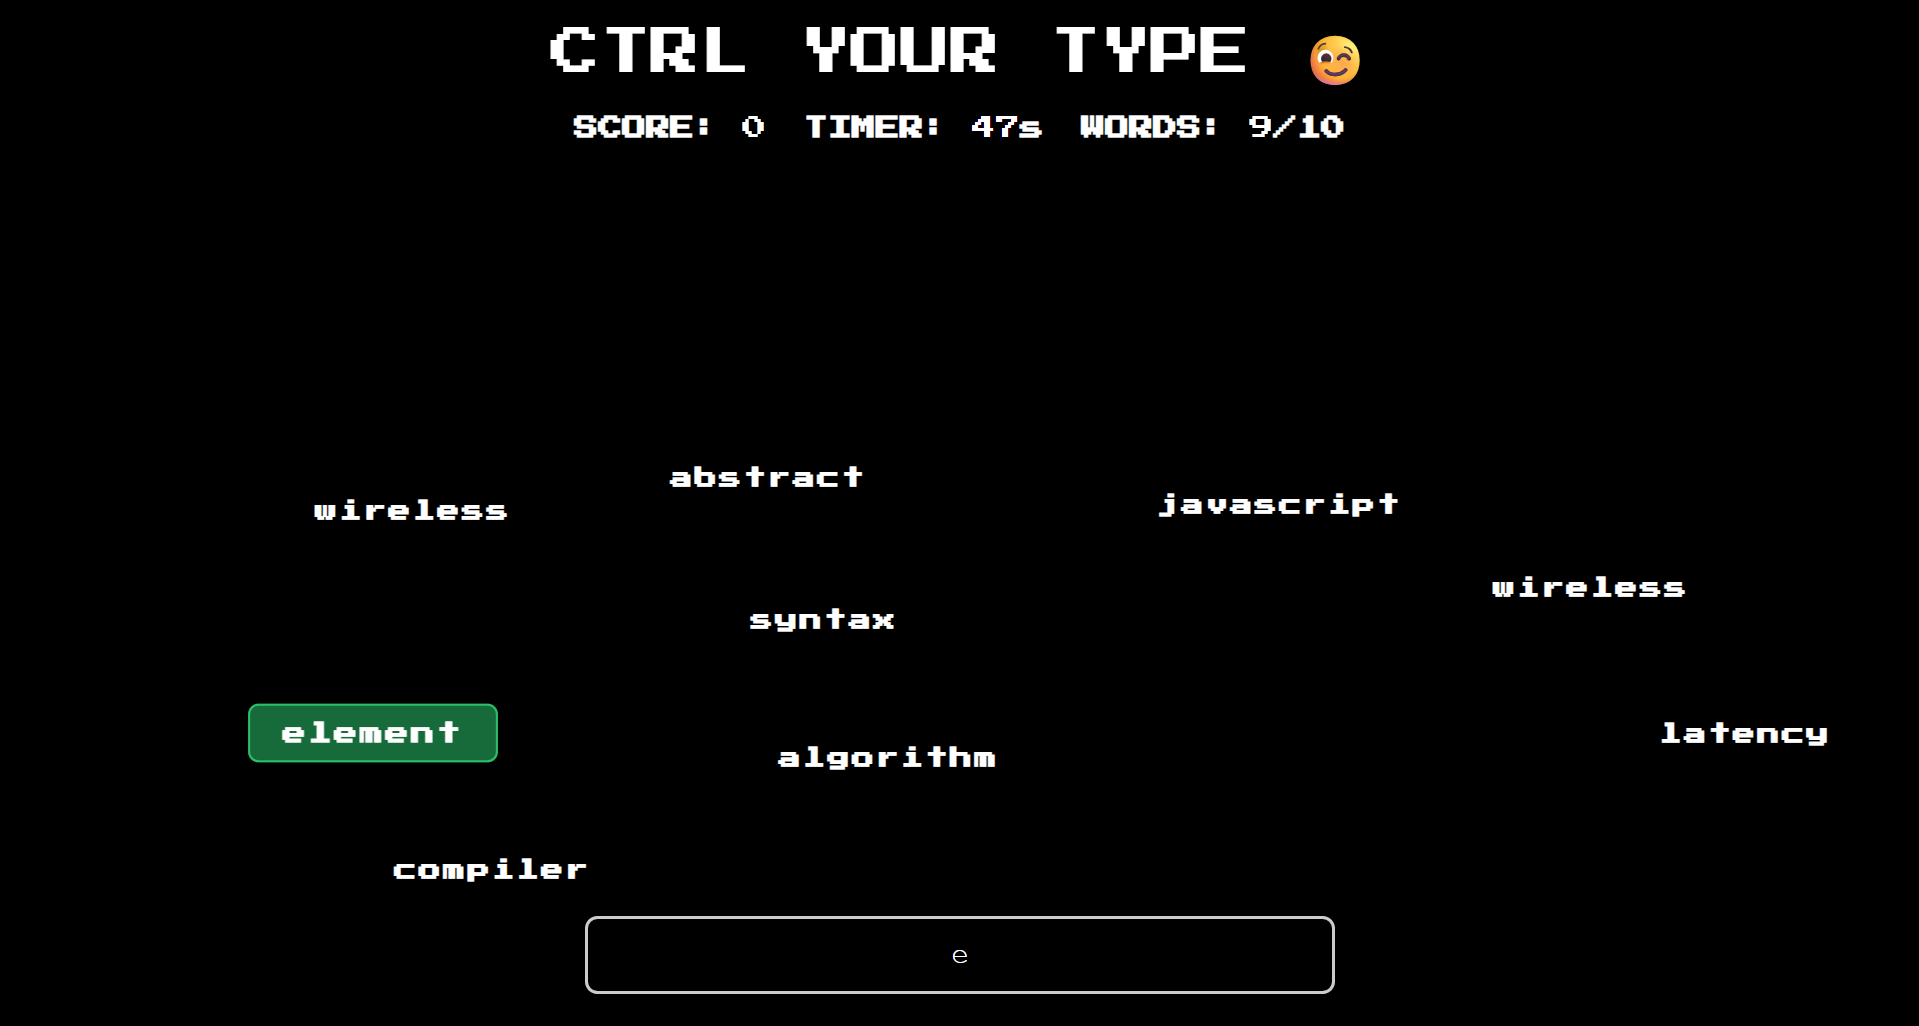 CTRL YOUR TYPE 😉
SCORE: 0 TIMER: 47s WORDS: 9/10
abstract
wireless
javascript
wireless
syntax
element
latency
algorithm
compiler
e